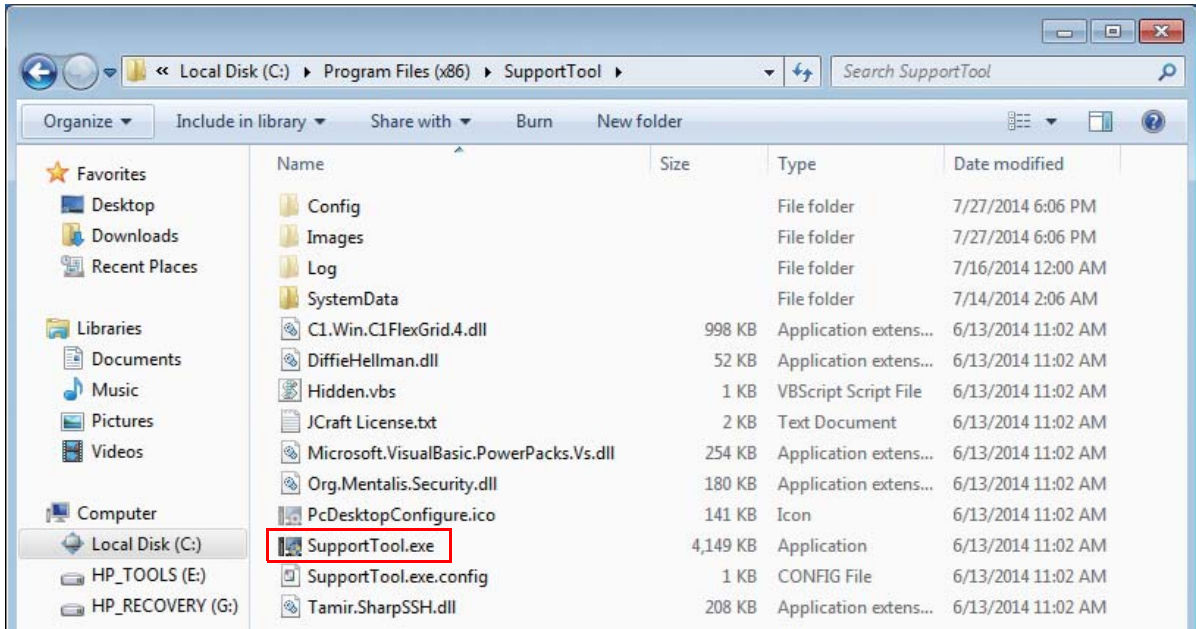 « Local Disk (C:) ▸ Program Files (x86) ▸ SupportTool ▸ Search SupportTool
Organize Include in library Share with Burn New folder
Favorites
Desktop
Downloads
Recent Places
Libraries
Documents
Music
Pictures
Videos
Computer
Local Disk (C:)
HP_TOOLS (E:)
HP_RECOVERY (G:)
Name Size Type Date modified
Config File folder 7/27/2014 6:06 PM
Images File folder 7/27/2014 6:06 PM
Log File folder 7/16/2014 12:00 AM
SystemData File folder 7/14/2014 2:06 AM
C1.Win.C1FlexGrid.4.dll 998 KB Application extens... 6/13/2014 11:02 AM
DiffieHellman.dll 52 KB Application extens... 6/13/2014 11:02 AM
Hidden.vbs 1 KB VBScript Script File 6/13/2014 11:02 AM
JCraft License.txt 2 KB Text Document 6/13/2014 11:02 AM
Microsoft.VisualBasic.PowerPacks.Vs.dll 254 KB Application extens... 6/13/2014 11:02 AM
Org.Mentalis.Security.dll 180 KB Application extens... 6/13/2014 11:02 AM
PcDesktopConfigure.ico 141 KB Icon 6/13/2014 11:02 AM
SupportTool.exe 4,149 KB Application 6/13/2014 11:02 AM
SupportTool.exe.config 1 KB CONFIG File 6/13/2014 11:02 AM
Tamir.SharpSSH.dll 208 KB Application extens... 6/13/2014 11:02 AM